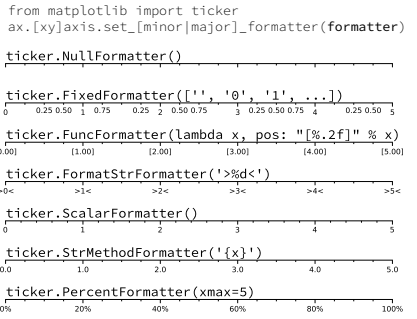 from matplotlib import ticker
ax.[xy]axis.set_[minor|major]_formatter(formatter)
ticker.NullFormatter()
ticker.FixedFormatter(['', '0', '1', ...])
0 0.25 0.50 1 0.75 0.25 2 0.50 0.75 3 0.25 0.50 4 0.75 0.25 0.50 5
ticker.FuncFormatter(lambda x, pos: "[%.2f]" % x)
0.00] [1.00] [2.00] [3.00] [4.00] [5.00]
ticker.FormatStrFormatter('>%d<')
>0< >1< >2< >3< >4< >5<
ticker.ScalarFormatter()
0 1 2 3 4 5
ticker.StrMethodFormatter('{x}')
0.0 1.0 2.0 3.0 4.0 5.0
ticker.PercentFormatter(xmax=5)
0% 20% 40% 60% 80% 100%